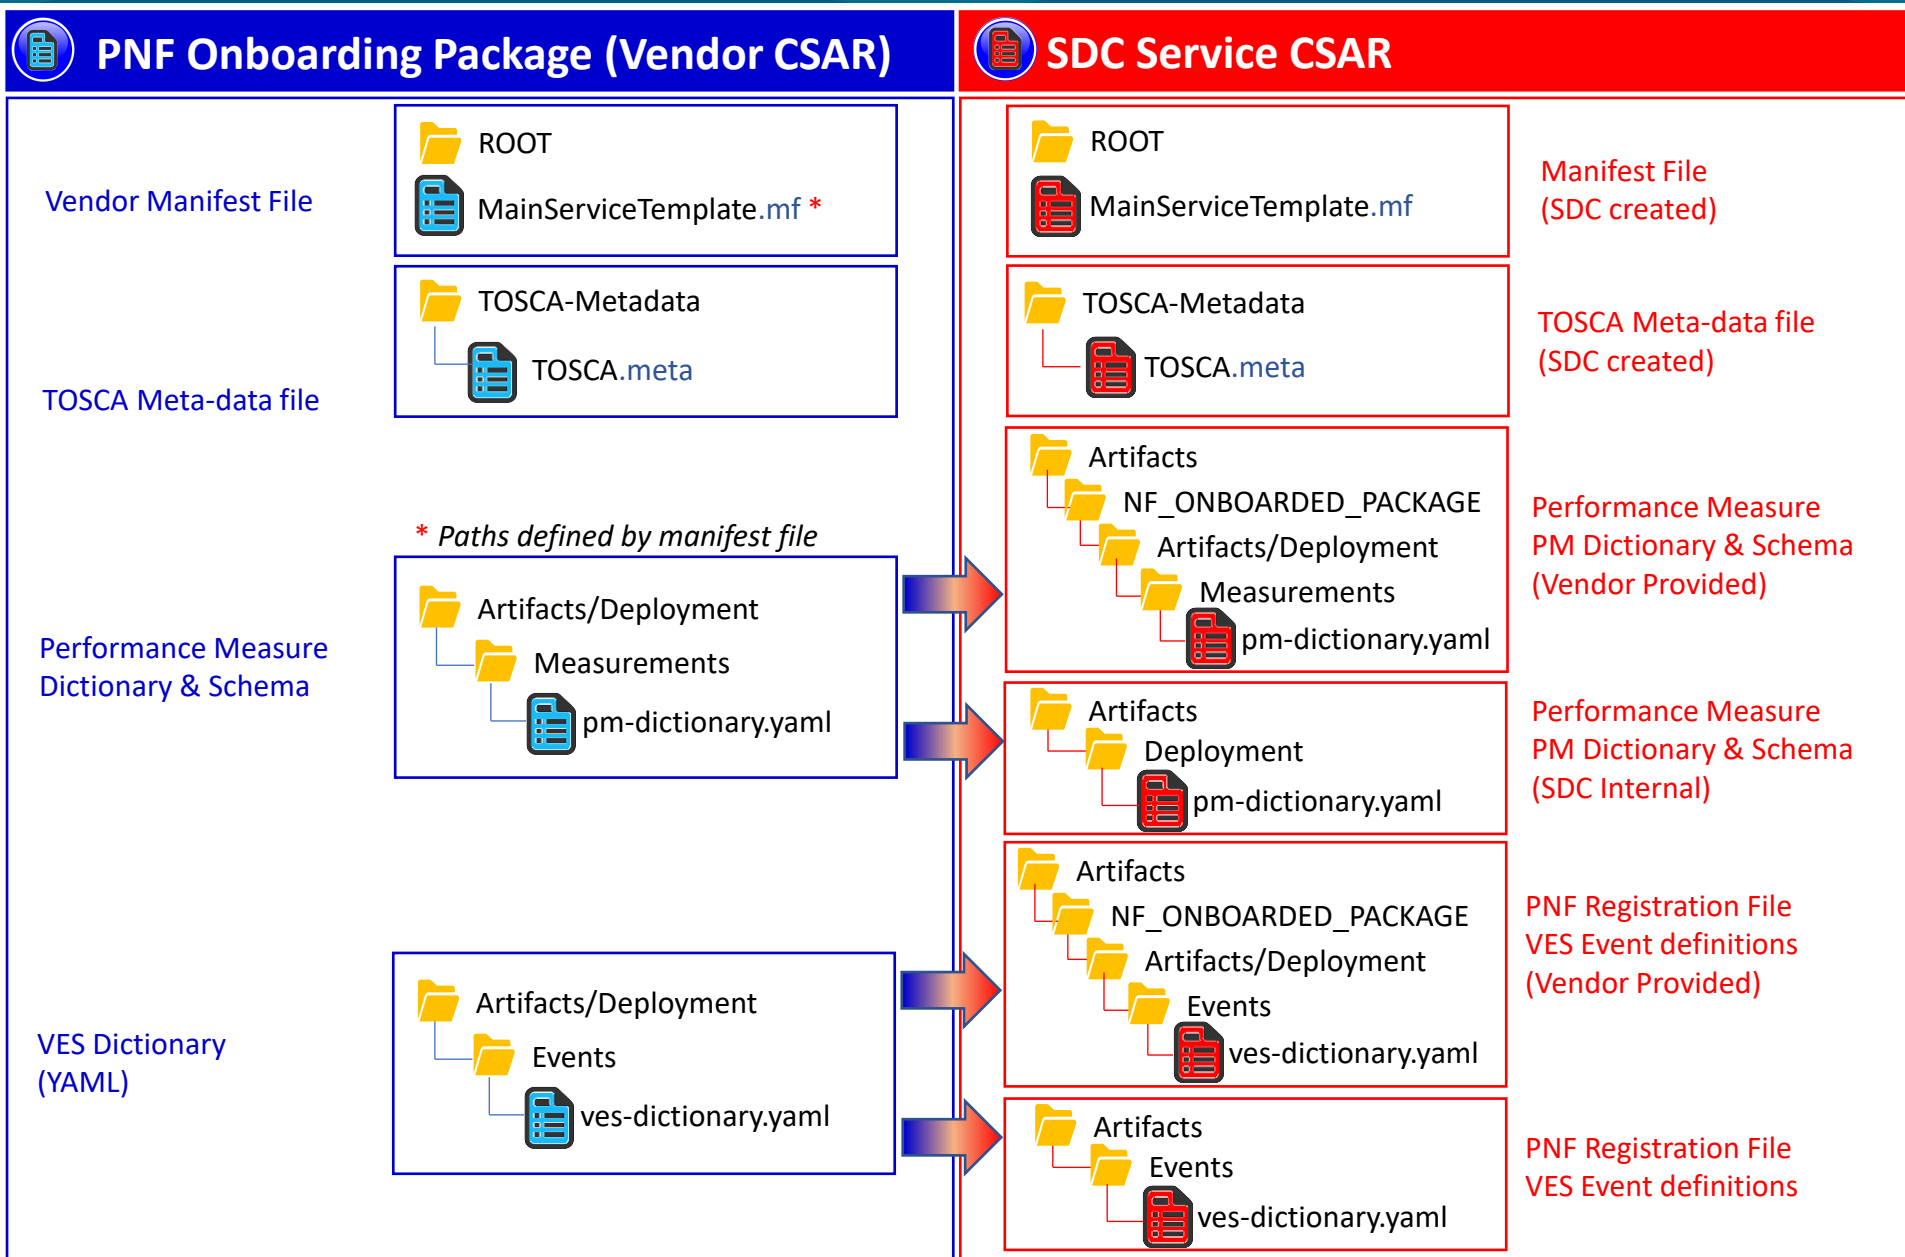 PNF Onboarding Package (Vendor CSAR)
Vendor Manifest File
ROOT
MainServiceTemplate.mf *
TOSCA Meta-data file
TOSCA-Metadata
TOSCA.meta
* Paths defined by manifest file
Performance Measure
Dictionary & Schema
Artifacts/Deployment
Measurements
pm-dictionary.yaml
VES Dictionary
(YAML)
Artifacts/Deployment
Events
ves-dictionary.yaml
SDC Service CSAR
ROOT
MainServiceTemplate.mf
Manifest File
(SDC created)
TOSCA-Metadata
TOSCA.meta
TOSCA Meta-data file
(SDC created)
Artifacts
NF_ONBOARDED_PACKAGE
Artifacts/Deployment
Measurements
pm-dictionary.yaml
Performance Measure
PM Dictionary & Schema
(Vendor Provided)
Artifacts
Deployment
pm-dictionary.yaml
Performance Measure
PM Dictionary & Schema
(SDC Internal)
Artifacts
NF_ONBOARDED_PACKAGE
Artifacts/Deployment
Events
ves-dictionary.yaml
PNF Registration File
VES Event definitions
(Vendor Provided)
Artifacts
Events
ves-dictionary.yaml
PNF Registration File
VES Event definitions